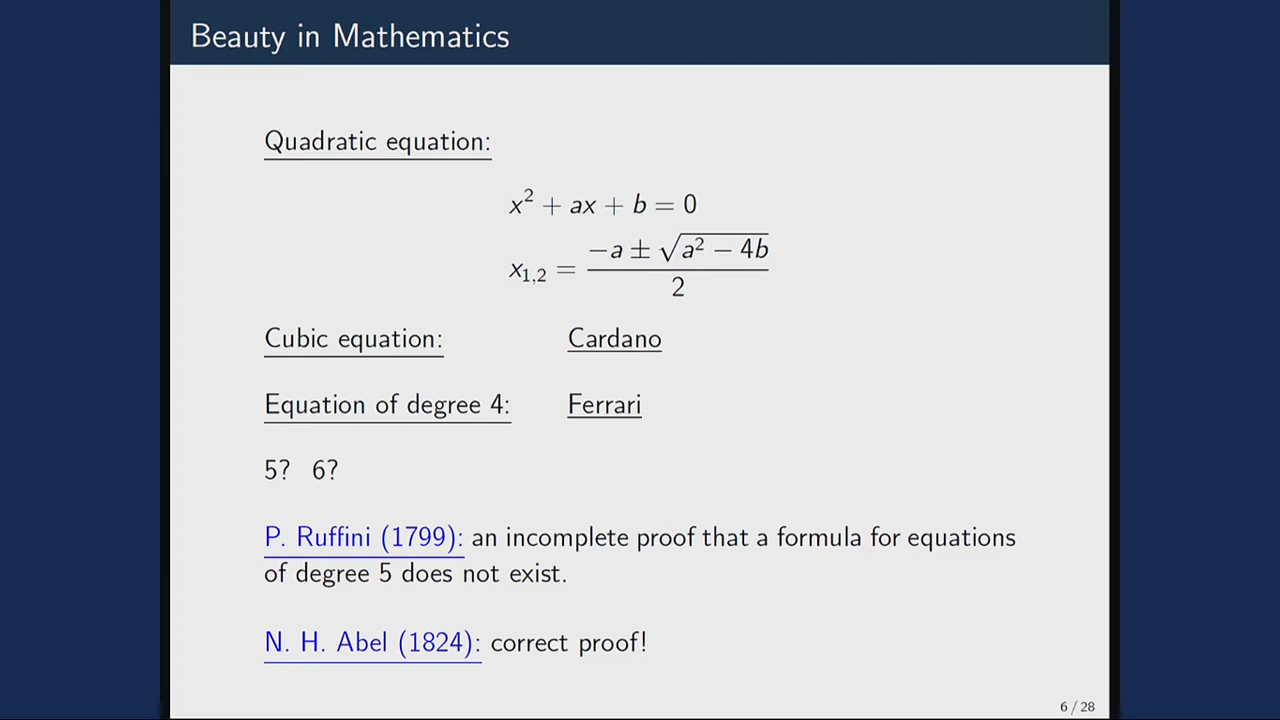 Beauty in Mathematics
Quadratic equation:
x² + ax + b = 0
x₁,₂ = (−a ± √(a² − 4b)) / 2
Cubic equation: Cardano
Equation of degree 4: Ferrari
5? 6?
P. Ruffini (1799): an incomplete proof that a formula for equations
of degree 5 does not exist.
N. H. Abel (1824): correct proof!
6 / 28